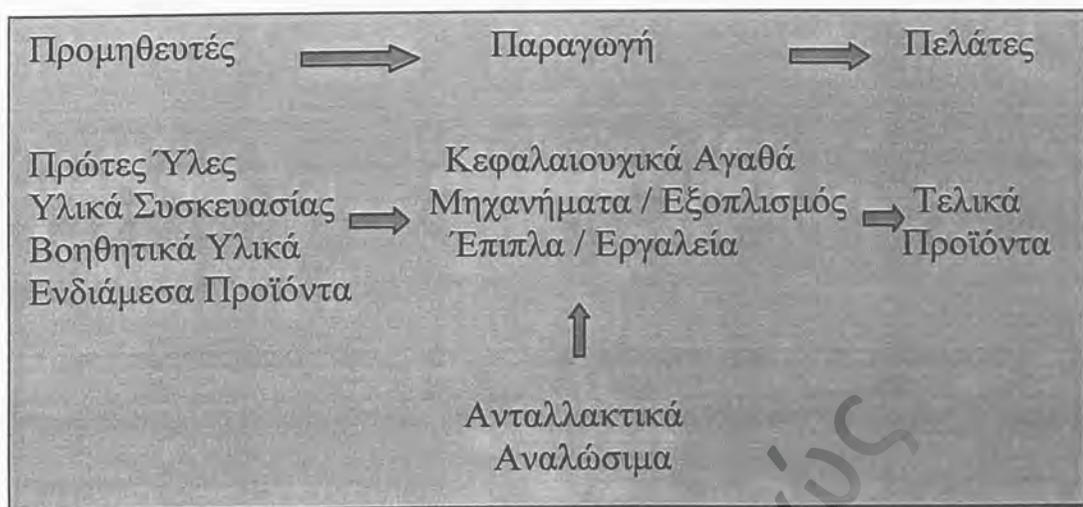 Προμηθευτές Παραγωγή Πελάτες
Πρώτες Ύλες
Υλικά Συσκευασίας
Βοηθητικά Υλικά
Ενδιάμεσα Προϊόντα
Κεφαλαιουχικά Αγαθά
Μηχανήματα / Εξοπλισμός
Έπιπλα / Εργαλεία
Τελικά
Προϊόντα
Ανταλλακτικά
Αναλώσιμα